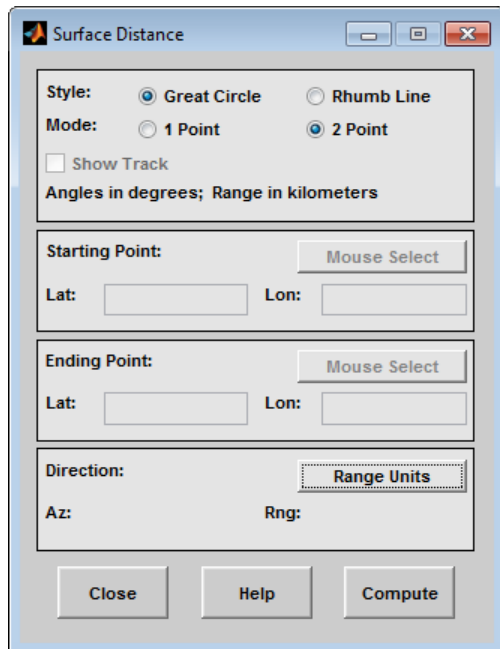 Surface Distance
Style: Great Circle Rhumb Line
Mode: 1 Point 2 Point
Show Track
Angles in degrees; Range in kilometers
Starting Point: Mouse Select
Lat: Lon:
Ending Point: Mouse Select
Lat: Lon:
Direction: Range Units
Az: Rng:
Close Help Compute